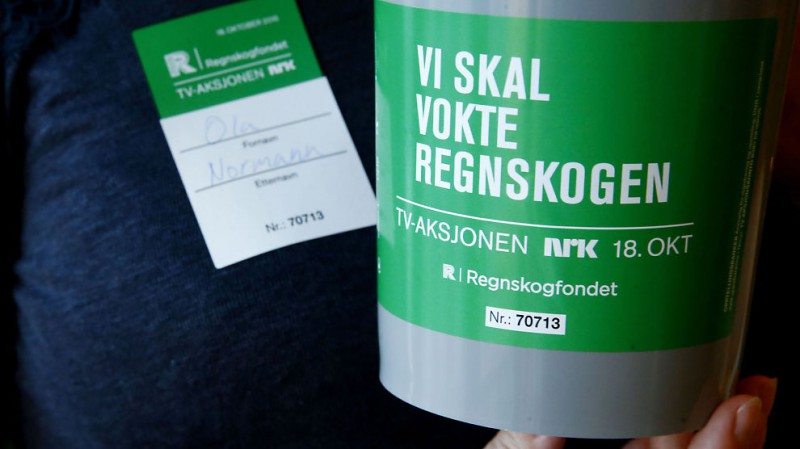 18. OKTOBER 2015
R | Regnskogfondet
TV-AKSJONEN NRK
Ola
Fornavn
Normann
Etternavn
Nr.: 70713
VI SKAL
VOKTE
REGNSKOGEN
TV-AKSJONEN NRK 18. OKT
R | Regnskogfondet
Nr.: 70713